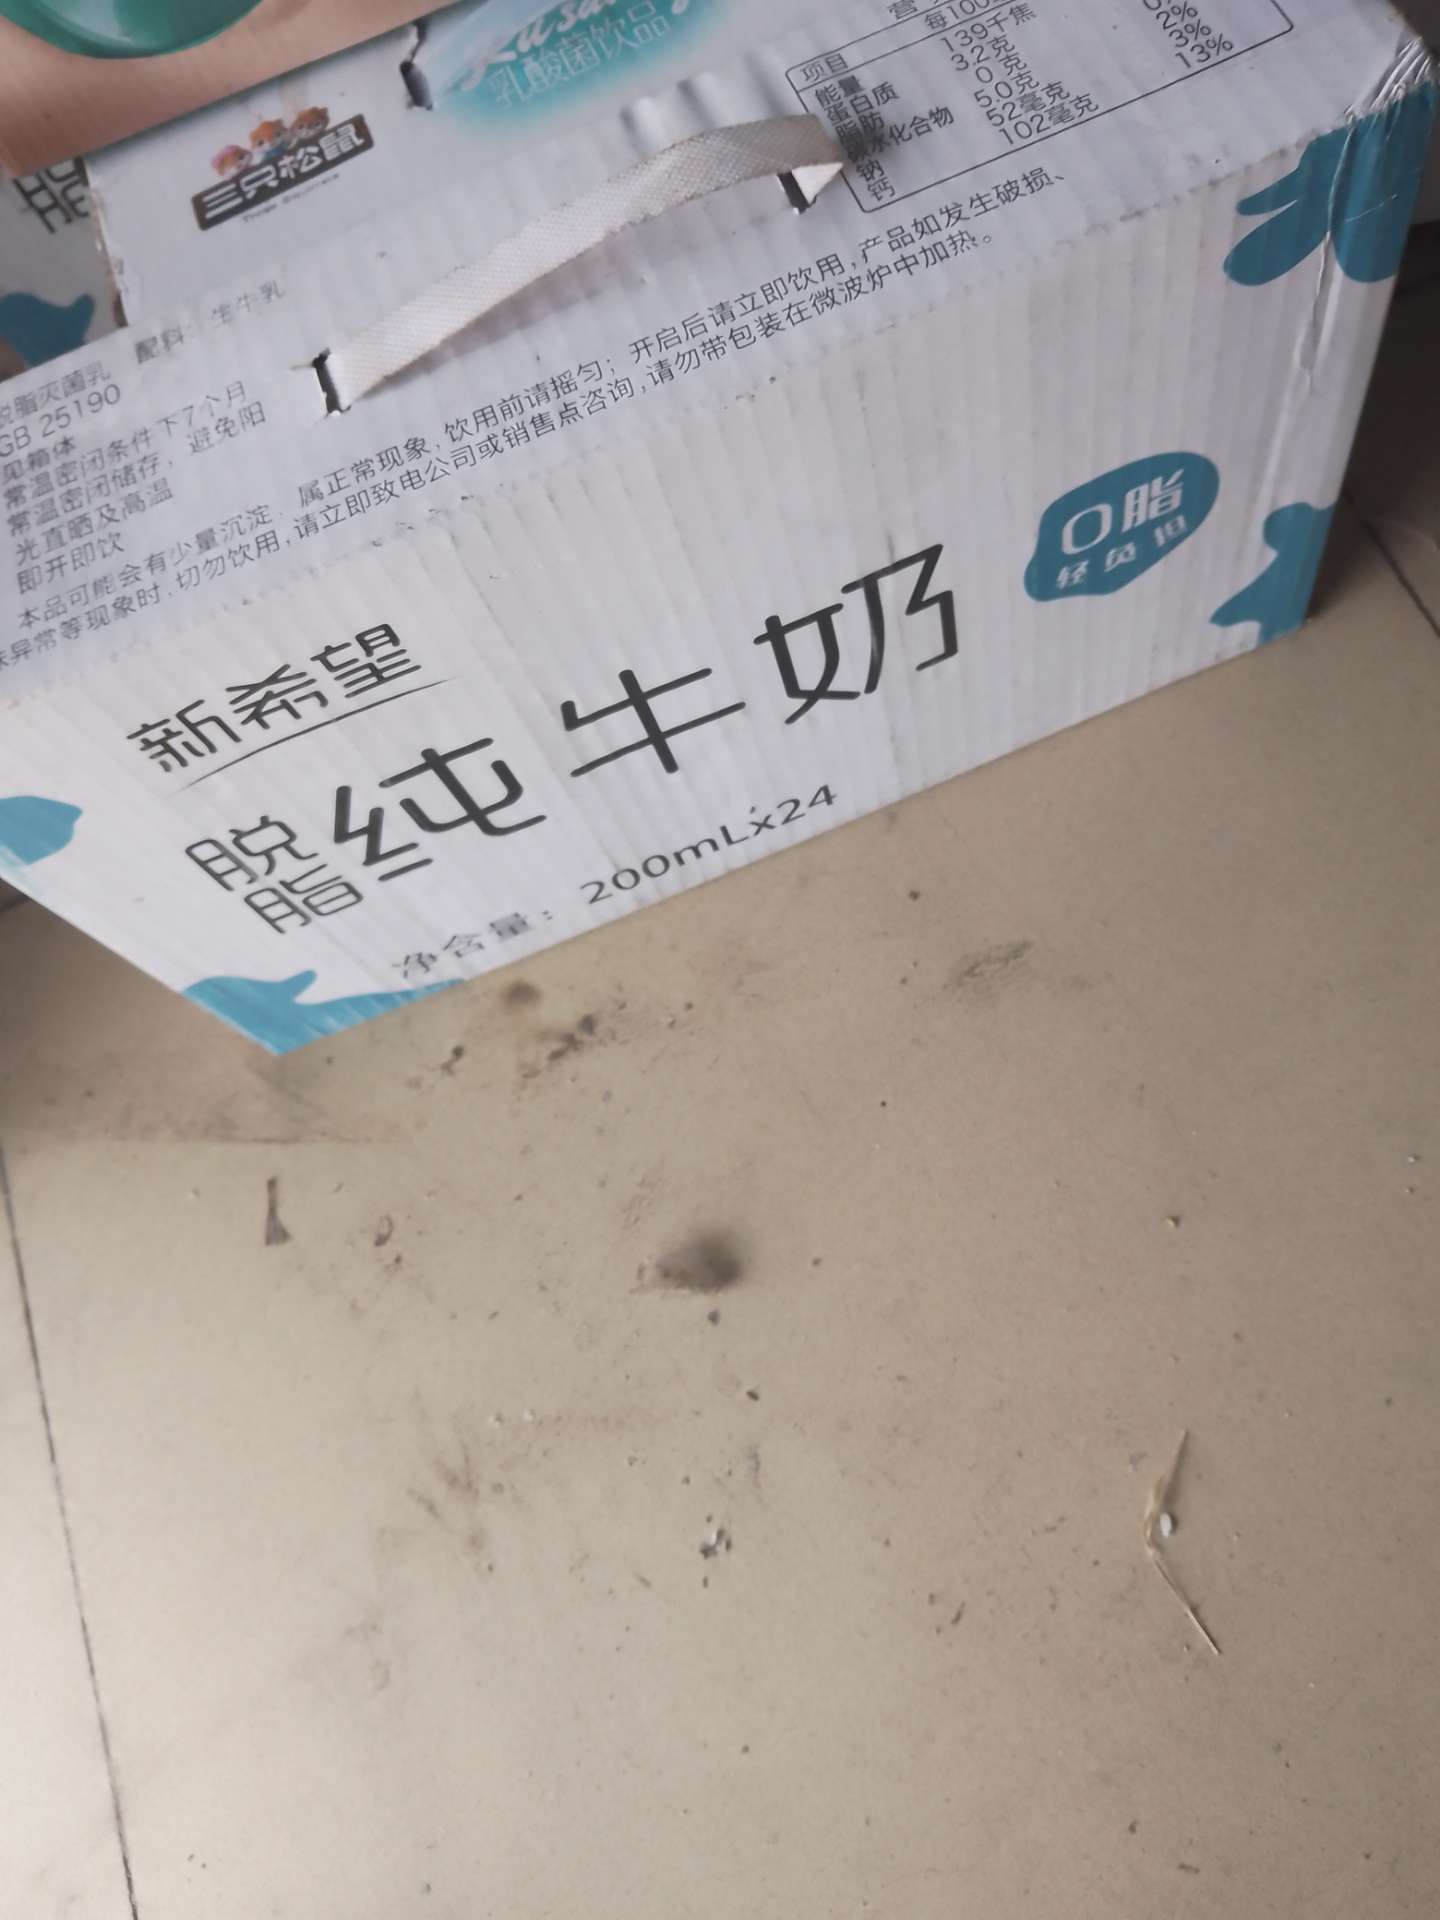 乳酸菌饮品
三只松鼠
脂
营
每100
项目
能量 139千焦
蛋白质 3.2克 2%
脂肪 0克
碳水化合物 5.0克
钠 52毫克 3%
钙 102毫克 13%
脱脂灭菌乳 配料：生牛乳
GB 25190
见箱体
常温密闭条件下7个月
常温密闭储存，避免阳
光直晒及高温
即开即饮
本品可能会有少量沉淀、属正常现象，饮用前请摇匀；开启后请立即饮用，产品如发生破损、
味异常等现象时，切勿饮用，请立即致电公司或销售点咨询，请勿带包装在微波炉中加热。
新希望
脱脂纯牛奶
0脂
轻负担
净含量：200mLx24